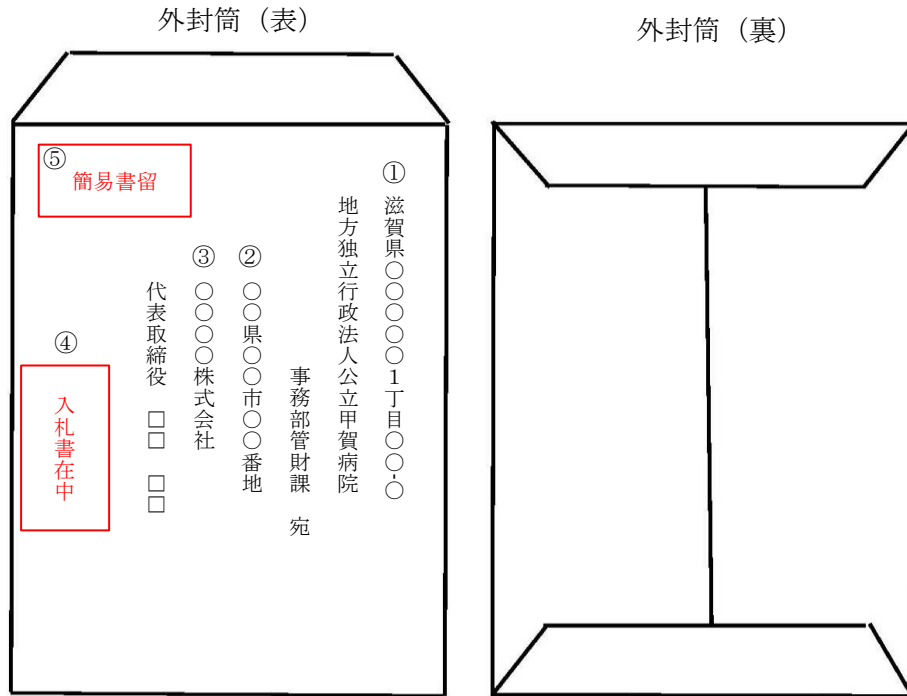 外封筒（表）
外封筒（裏）
① 滋賀県○○○○○１丁目○○-○
地方独立行政法人公立甲賀病院
事務部管財課　宛
② ○○県○○市○○番地
③ ○○○○株式会社
代表取締役　□□　□□
④
入札書在中
⑤
簡易書留